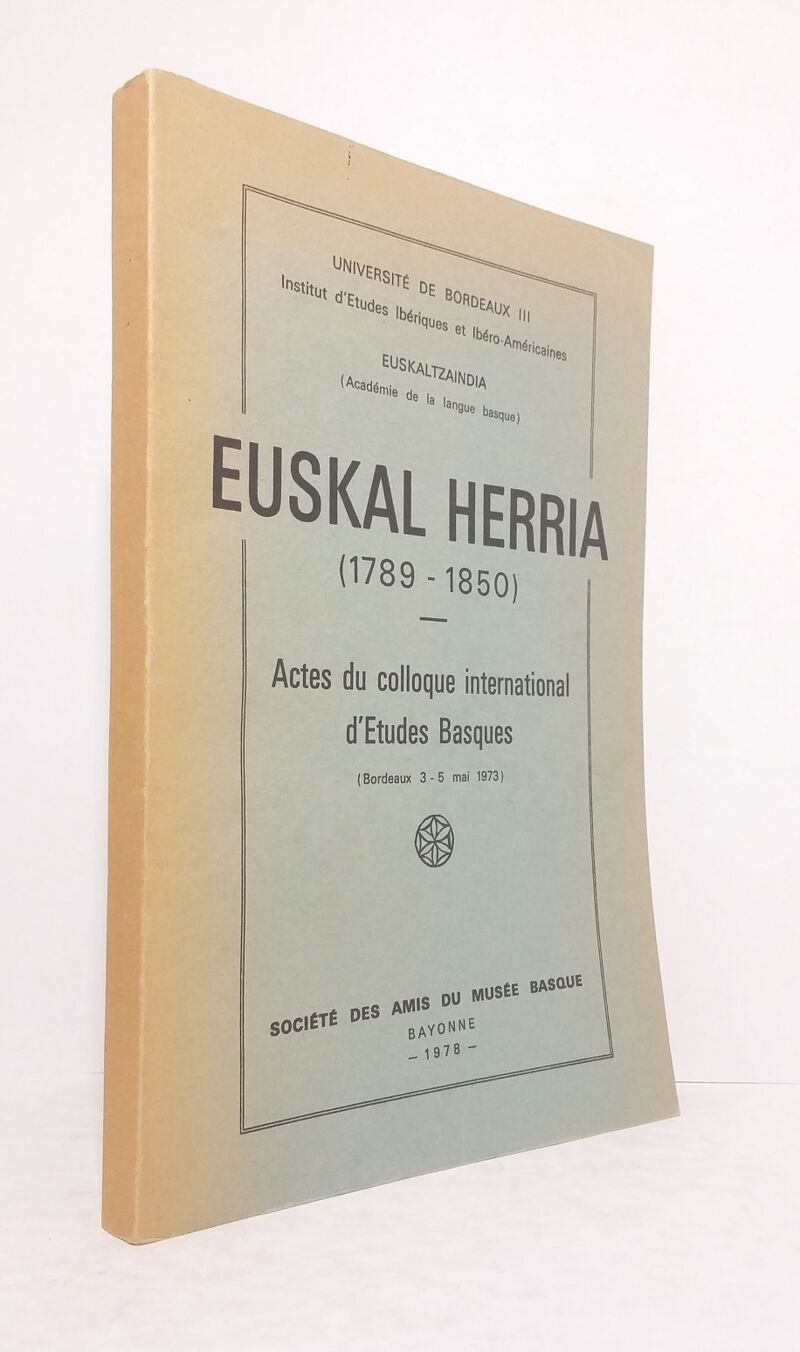 UNIVERSITÉ DE BORDEAUX III
Institut d'Etudes Ibériques et Ibéro-Américaines
EUSKALTZAINDIA
(Académie de la langue basque)
EUSKAL HERRIA
(1789 - 1850)
Actes du colloque international
d'Etudes Basques
(Bordeaux 3 - 5 mai 1973)
SOCIÉTÉ DES AMIS DU MUSÉE BASQUE
BAYONNE
— 1978 —